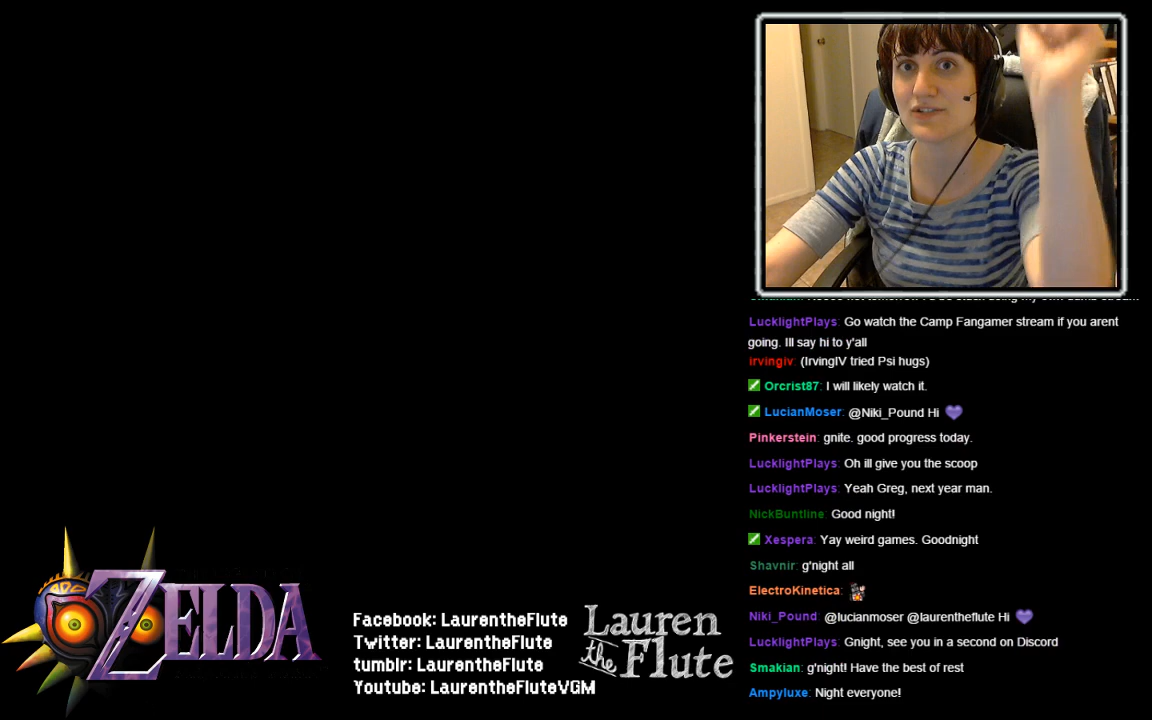 LucklightPlays: Go watch the Camp Fangamer stream if you arent
going. Ill say hi to y'all
irvingiv: (IrvingIV tried Psi hugs)
Orcrist87: I will likely watch it.
LucianMoser: @Niki_Pound Hi
Pinkerstein: gnite. good progress today.
LucklightPlays: Oh ill give you the scoop
LucklightPlays: Yeah Greg, next year man.
NickBuntline: Good night!
Xespera: Yay weird games. Goodnight
Shavnir: g'night all
ElectroKinetica:
Niki_Pound: @lucianmoser @laurentheflute Hi
LucklightPlays: Gnight, see you in a second on Discord
Smakian: g'night! Have the best of rest
Ampyluxe: Night everyone!
ZELDA
Facebook: LaurentheFlute
Twitter: LaurentheFlute
tumblr: LaurentheFlute
Youtube: LaurentheFluteVGM
Lauren
the Flute